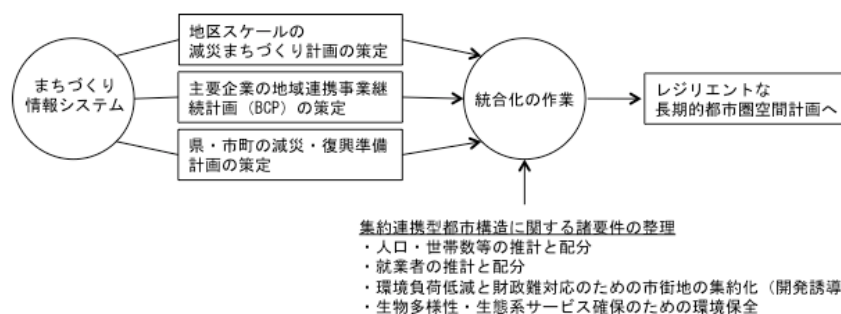 まちづくり
情報システム
地区スケールの
減災まちづくり計画の策定
主要企業の地域連携事業継
続計画（BCP）の策定
県・市町の減災・復興準備
計画の策定
統合化の作業
レジリエントな
長期的都市圏空間計画へ
集約連携型都市構造に関する諸要件の整理
・人口・世帯数等の推計と配分
・就業者の推計と配分
・環境負荷低減と財政難対応のための市街地の集約化（開発誘導
・生物多様性・生態系サービス確保のための環境保全